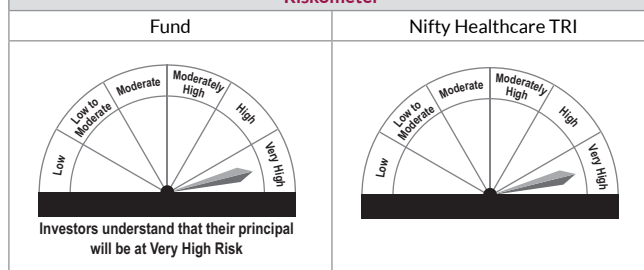 Riskometer
Fund
Nifty Healthcare TRI
Low
Low to
Moderate
Moderate
Moderately
High
High
Very High
Investors understand that their principal
will be at Very High Risk
Low
Low to
Moderate
Moderate
Moderately
High
High
Very High